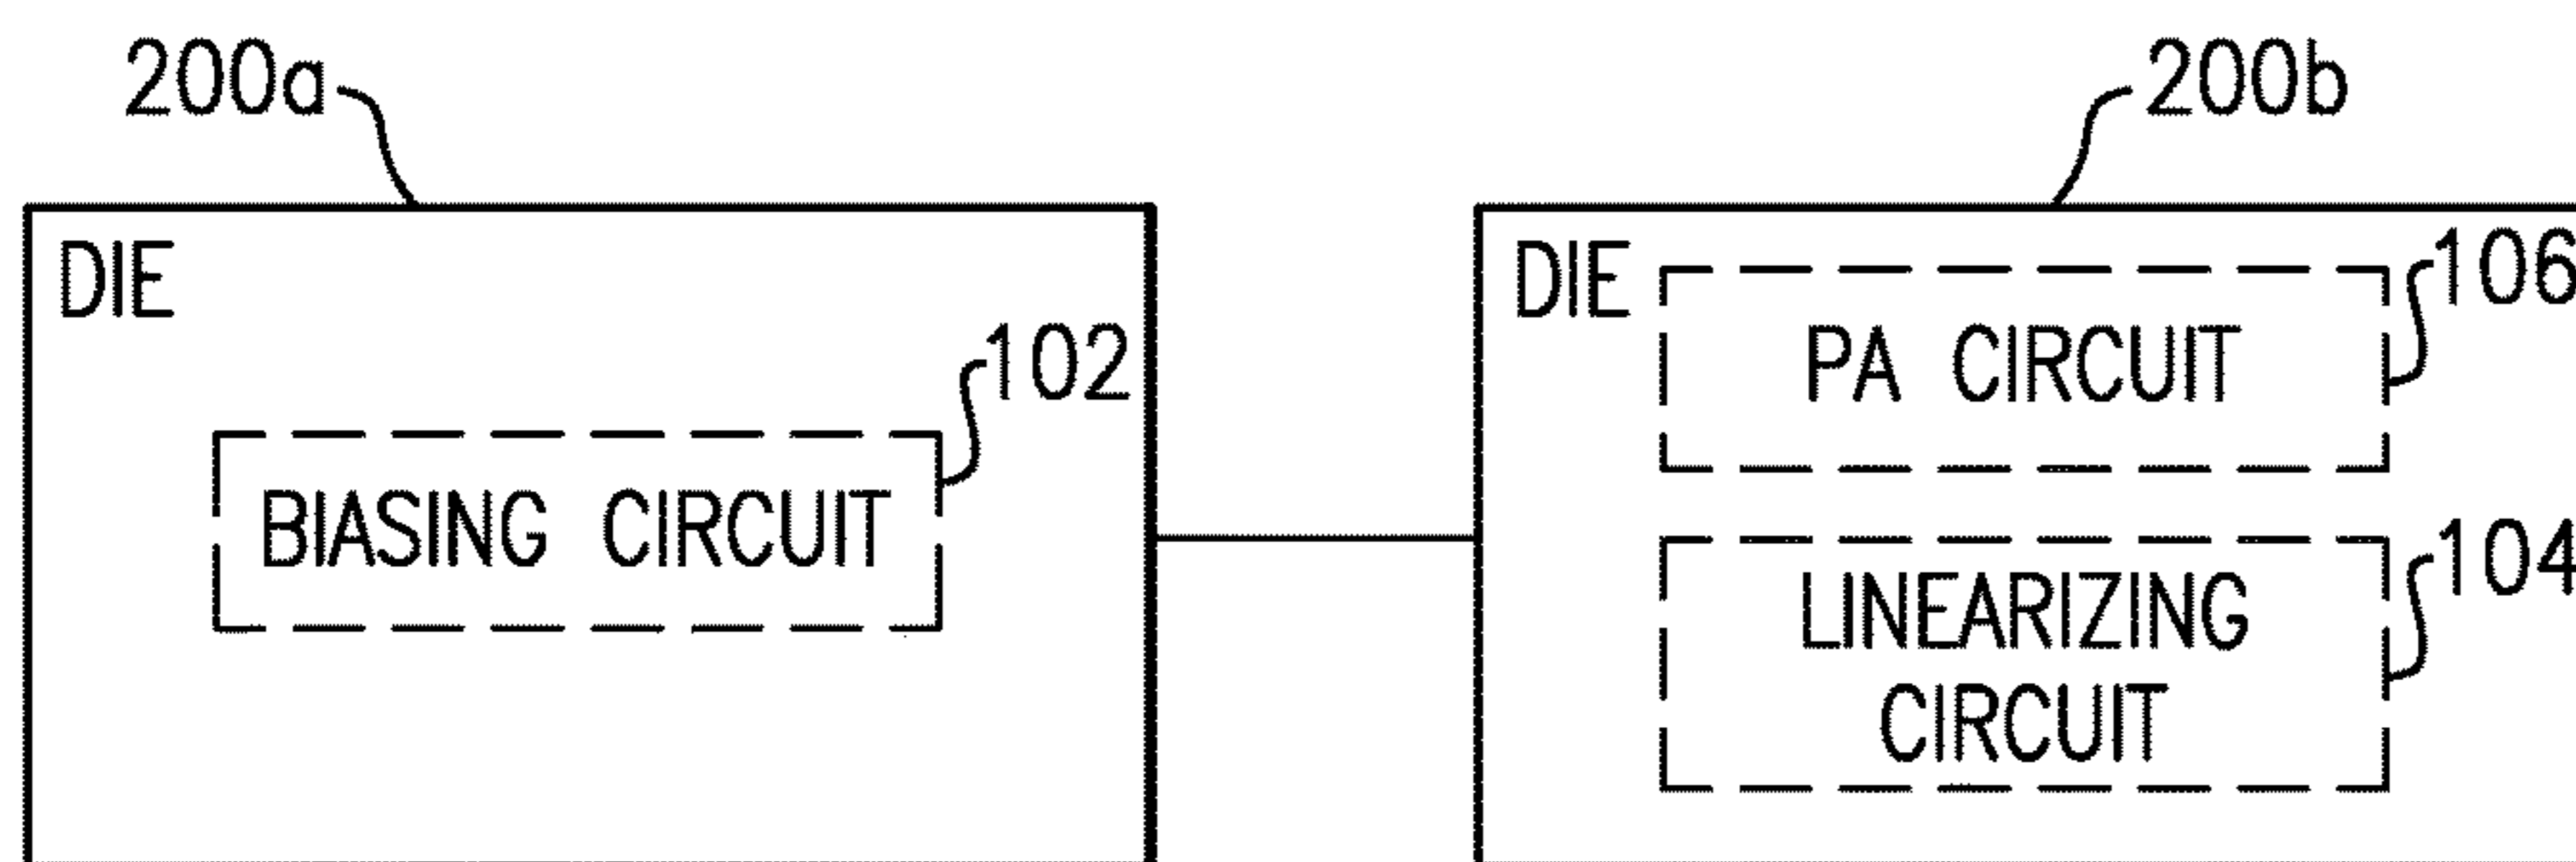 200a
200b
DIE
102
BIASING CIRCUIT
DIE
106
PA CIRCUIT
104
LINEARIZING
CIRCUIT